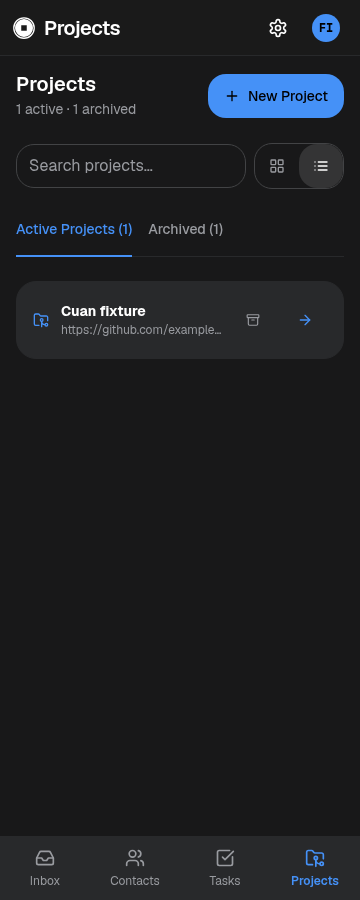 Projects
FI
Projects
1 active · 1 archived
New Project
Search projects...
Active Projects (1)
Archived (1)
Cuan fixture
https://github.com/example...
Inbox
Contacts
Tasks
Projects